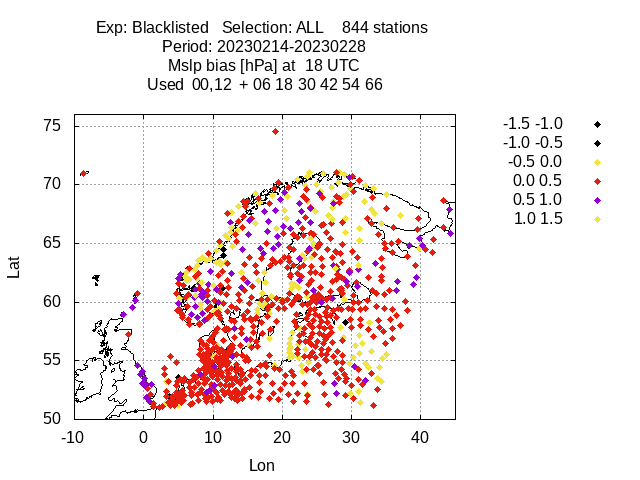 Exp: Blacklisted Selection: ALL 844 stations
Period: 20230214-20230228
Mslp bias [hPa] at 18 UTC
Used 00,12 + 06 18 30 42 54 66
-1.5 -1.0
-1.0 -0.5
-0.5 0.0
0.0 0.5
0.5 1.0
1.0 1.5
75
70
65
60
55
50
Lat
-10 0 10 20 30 40
Lon